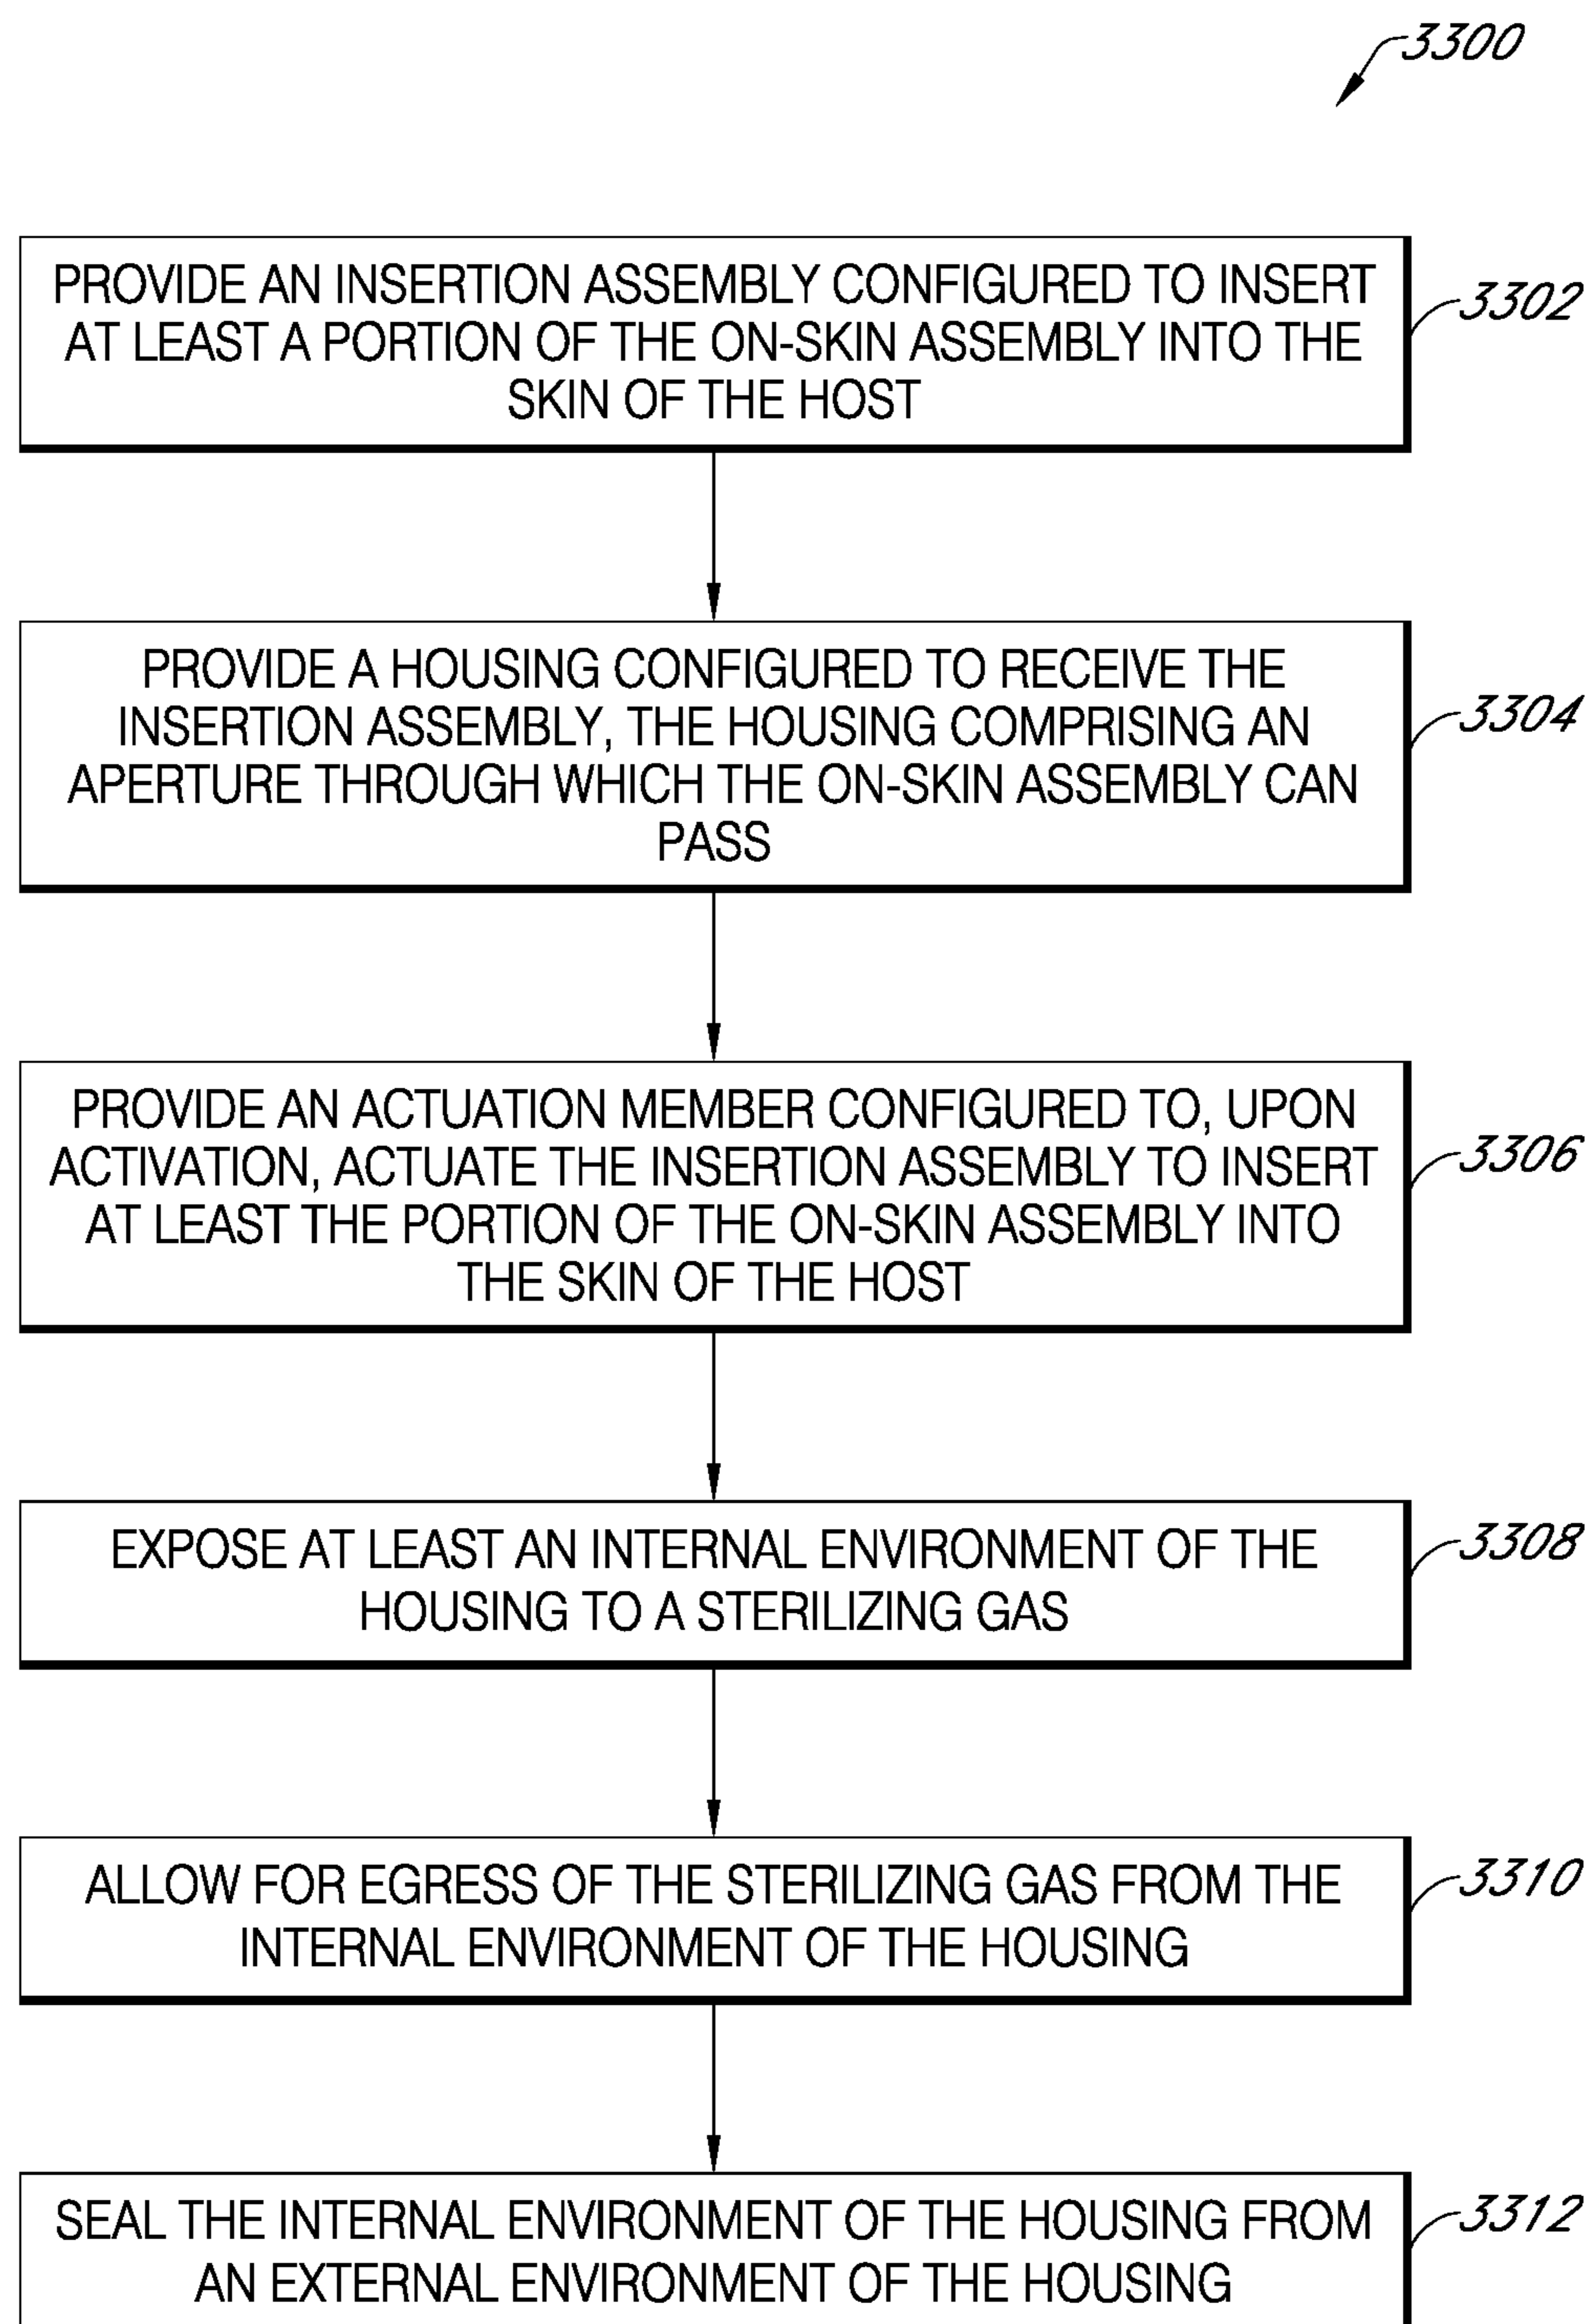 3300
PROVIDE AN INSERTION ASSEMBLY CONFIGURED TO INSERT
AT LEAST A PORTION OF THE ON-SKIN ASSEMBLY INTO THE
SKIN OF THE HOST
3302
PROVIDE A HOUSING CONFIGURED TO RECEIVE THE
INSERTION ASSEMBLY, THE HOUSING COMPRISING AN
APERTURE THROUGH WHICH THE ON-SKIN ASSEMBLY CAN
PASS
3304
PROVIDE AN ACTUATION MEMBER CONFIGURED TO, UPON
ACTIVATION, ACTUATE THE INSERTION ASSEMBLY TO INSERT
AT LEAST THE PORTION OF THE ON-SKIN ASSEMBLY INTO
THE SKIN OF THE HOST
3306
EXPOSE AT LEAST AN INTERNAL ENVIRONMENT OF THE
HOUSING TO A STERILIZING GAS
3308
ALLOW FOR EGRESS OF THE STERILIZING GAS FROM THE
INTERNAL ENVIRONMENT OF THE HOUSING
3310
SEAL THE INTERNAL ENVIRONMENT OF THE HOUSING FROM
AN EXTERNAL ENVIRONMENT OF THE HOUSING
3312